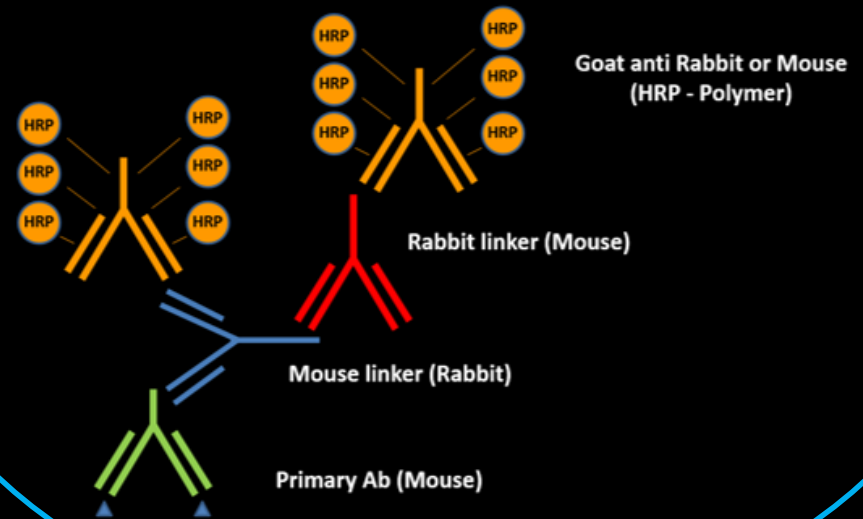 HRP
HRP
Goat anti Rabbit or Mouse
(HRP - Polymer)
HRP
HRP
HRP
HRP
HRP
HRP
HRP
HRP
HRP
HRP
Rabbit linker (Mouse)
Mouse linker (Rabbit)
Primary Ab (Mouse)